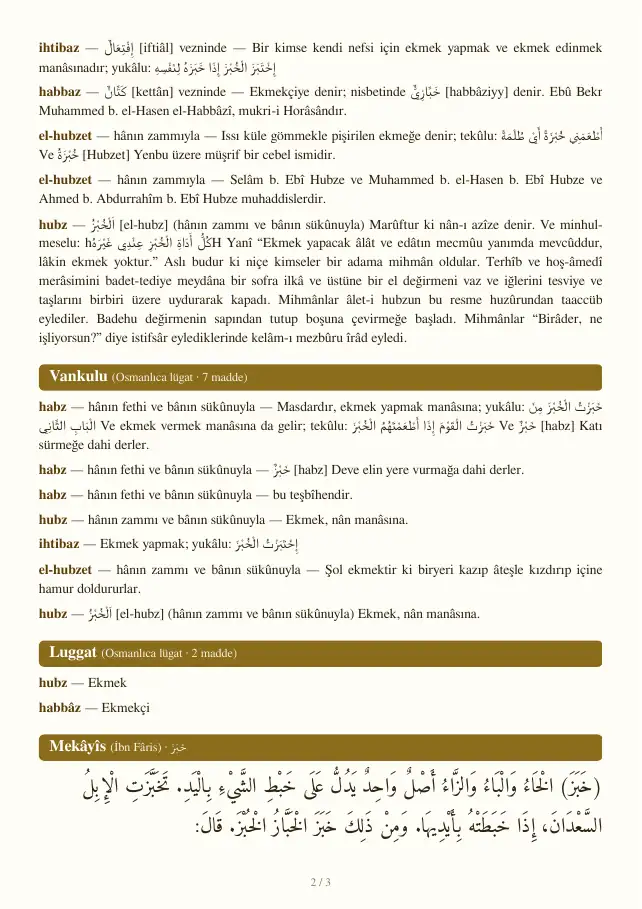 ihtibaz — إِفْتِعَالٌ [iftiâl] vezninde — Bir kimse kendi nefsi için ekmek yapmak ve ekmek edinmek
manâsınadır; yukâlu: إِخْتَبَزَ الْخُبْزَ إِذَا خَبَزَهُ لِنَفْسِهِ
habbaz — كَتَّانٌ [kettân] vezninde — Ekmekçiye denir; nisbetinde خَبَّازِيٌّ [habbâziyy] denir. Ebû Bekr
Muhammed b. el-Hasen el-Habbâzî, mukri-i Horâsândır.
el-hubzet — hânın zammıyla — Issı küle gömmekle pişirilen ekmeğe denir; tekûlu: أَطْعَمَنِي خُبْزَةً أَيْ طُلْمَةً
Ve خُبْزَةُ [Hubzet] Yenbu üzere müşrif bir cebel ismidir.
el-hubzet — hânın zammıyla — Selâm b. Ebî Hubze ve Muhammed b. el-Hasen b. Ebî Hubze ve
Ahmed b. Abdurrahîm b. Ebî Hubze muhaddislerdir.
hubz — اَلْخُبْزُ [el-hubz] (hânın zammı ve bânın sükûnuyla) Marûftur ki nân-ı azîze denir. Ve minhul-
meselu: hكُلُّ أَدَاةِ الْخُبْزِ عِنْدِي غَيْرَهُH Yanî “Ekmek yapacak âlât ve edâtın mecmûu yanımda mevcûddur,
lâkin ekmek yoktur.” Aslı budur ki niçe kimseler bir adama mihmân oldular. Terhîb ve hoş-âmedî
merâsimini badet-tediye meydâna bir sofra ilkâ ve üstüne bir el değirmeni vaz ve iğlerini tesviye ve
taşlarını birbiri üzere uydurarak kapadı. Mihmânlar âlet-i hubzun bu resme huzûrundan taaccüb
eylediler. Badehu değirmenin sapından tutup boşuna çevirmeğe başladı. Mihmânlar “Birâder, ne
işliyorsun?” diye istifsâr eylediklerinde kelâm-ı mezbûru îrâd eyledi.
Vankulu (Osmanlıca lügat · 7 madde)
habz — hânın fethi ve bânın sükûnuyla — Masdardır, ekmek yapmak manâsına; yukâlu: خَبَزْتُ الْخُبْزَ مِنَ
الْبَابِ الثَّانِي Ve ekmek vermek manâsına da gelir; tekûlu: خَبَزْتُ الْقَوْمَ إِذَا أَطْعَمْتَهُمُ الْخُبْزَ Ve خَبْزٌ [habz] Katı
sürmeğe dahi derler.
habz — hânın fethi ve bânın sükûnuyla — خَبْزٌ [habz] Deve elin yere vurmağa dahi derler.
habz — hânın fethi ve bânın sükûnuyla — bu teşbîhendir.
hubz — hânın zammı ve bânın sükûnuyla — Ekmek, nân manâsına.
ihtibaz — Ekmek yapmak; yukâlu: إِخْتَبَزْتُ الْخُبْزَ
el-hubzet — hânın zammı ve bânın sükûnuyla — Şol ekmektir ki biryeri kazıp âteşle kızdırıp içine
hamur doldururlar.
hubz — اَلْخُبْزُ [el-hubz] (hânın zammı ve bânın sükûnuyla) Ekmek, nân manâsına.
Luggat (Osmanlıca lügat · 2 madde)
hubz — Ekmek
habbâz — Ekmekçi
Mekâyîs (İbn Fâris) · خَبَزَ
(خَبَزَ) الْخَاءُ وَالْبَاءُ وَالزَّاءُ أَصْلٌ وَاحِدٌ يَدُلُّ عَلَى خَبْطِ الشَّيْءِ بِالْيَدِ. تَخَبَّزَتِ الْإِبِلُ
السَّعْدَانَ، إِذَا خَبَطَتْهُ بِأَيْدِيهَا. وَمِنْ ذَلِكَ خَبَزَ الْخَبَّازُ الْخُبْزَ. قَالَ:
2 / 3